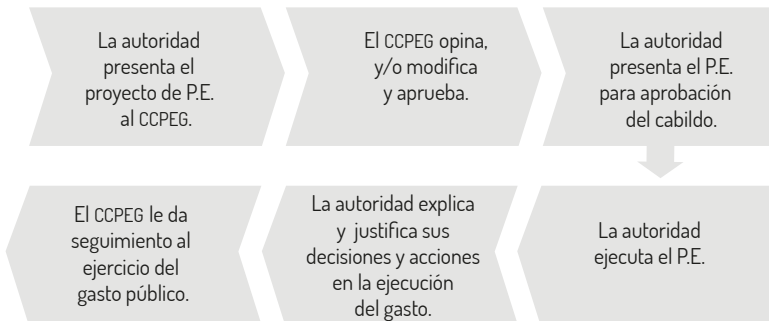 La autoridad
presenta el
proyecto de P.E.
al CCPEG.
El CCPEG opina,
y/o modifica
y aprueba.
La autoridad
presenta el P.E.
para aprobación
del cabildo.
La autoridad
ejecuta el P.E.
La autoridad explica
y justifica sus
decisiones y acciones
en la ejecución
del gasto.
El CCPEG le da
seguimiento al
ejercicio del
gasto público.